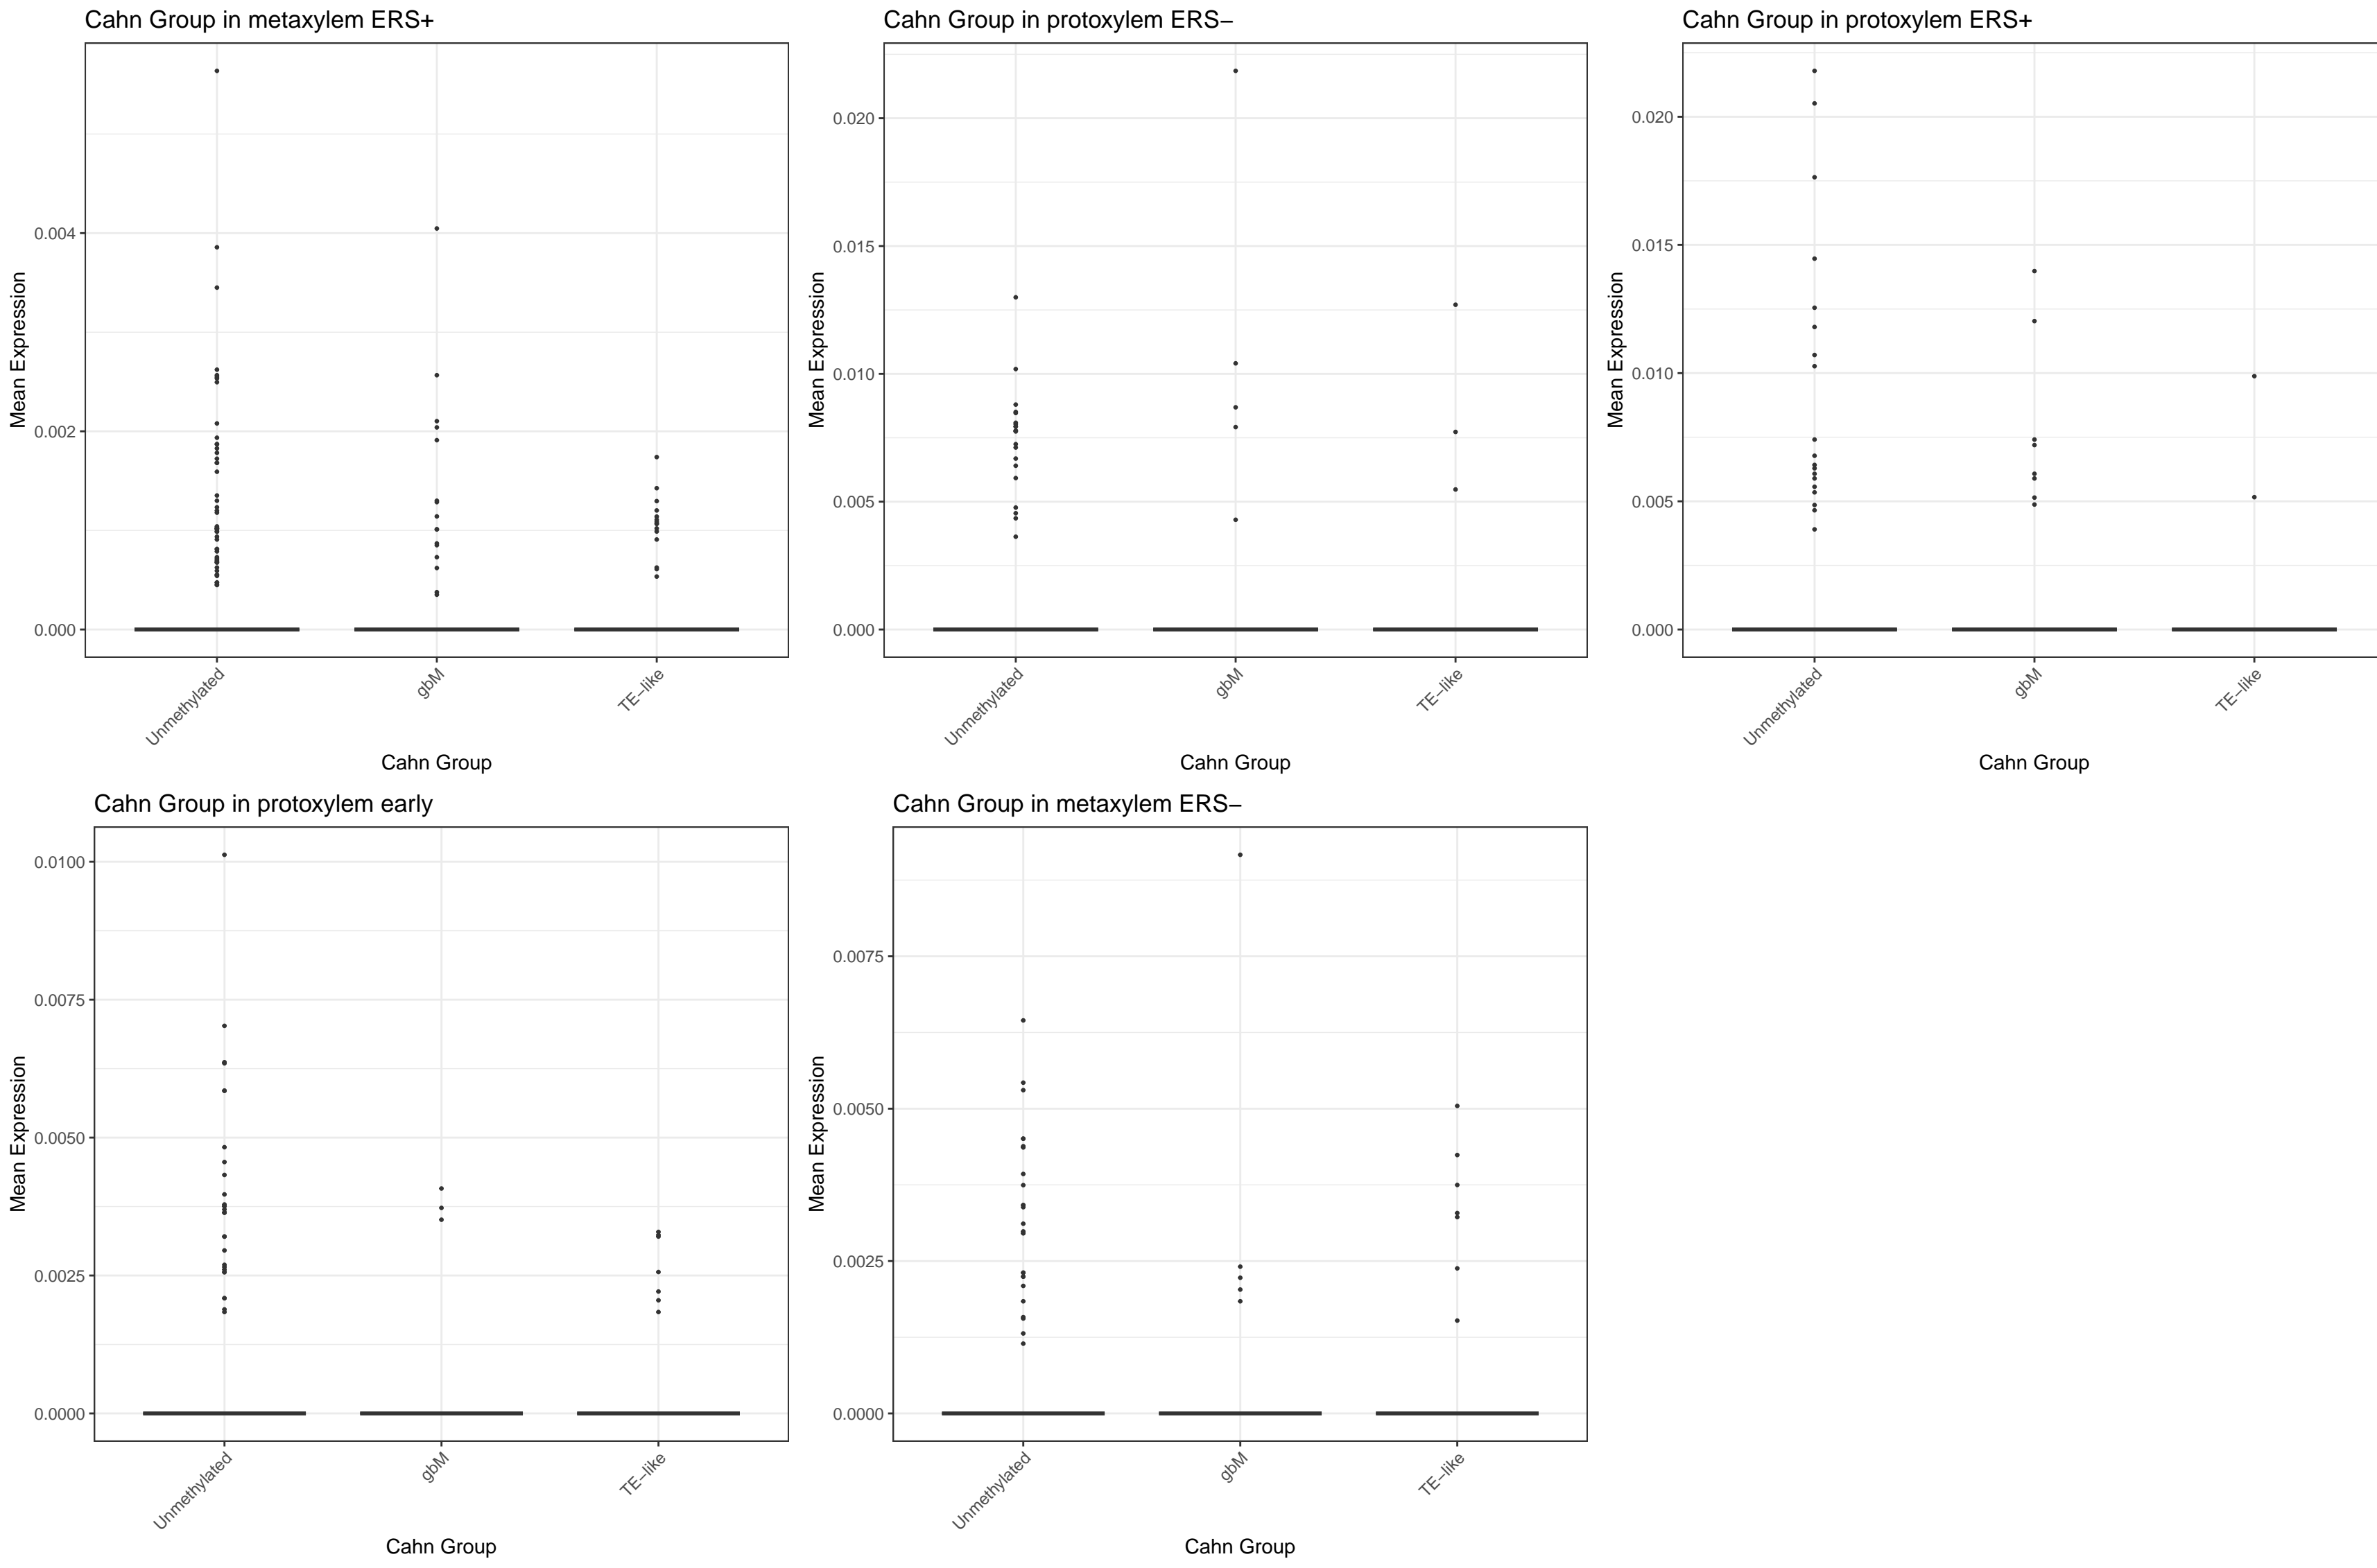 Cahn Group in metaxylem ERS+
Mean Expression
0.004
0.002
0.000
Unmethylated
gbM
TE−like
Cahn Group
Cahn Group in protoxylem ERS−
Mean Expression
0.020
0.015
0.010
0.005
0.000
Unmethylated
gbM
TE−like
Cahn Group
Cahn Group in protoxylem ERS+
Mean Expression
0.020
0.015
0.010
0.005
0.000
Unmethylated
gbM
TE−like
Cahn Group
Cahn Group in protoxylem early
Mean Expression
0.0100
0.0075
0.0050
0.0025
0.0000
Unmethylated
gbM
TE−like
Cahn Group
Cahn Group in metaxylem ERS−
Mean Expression
0.0075
0.0050
0.0025
0.0000
Unmethylated
gbM
TE−like
Cahn Group